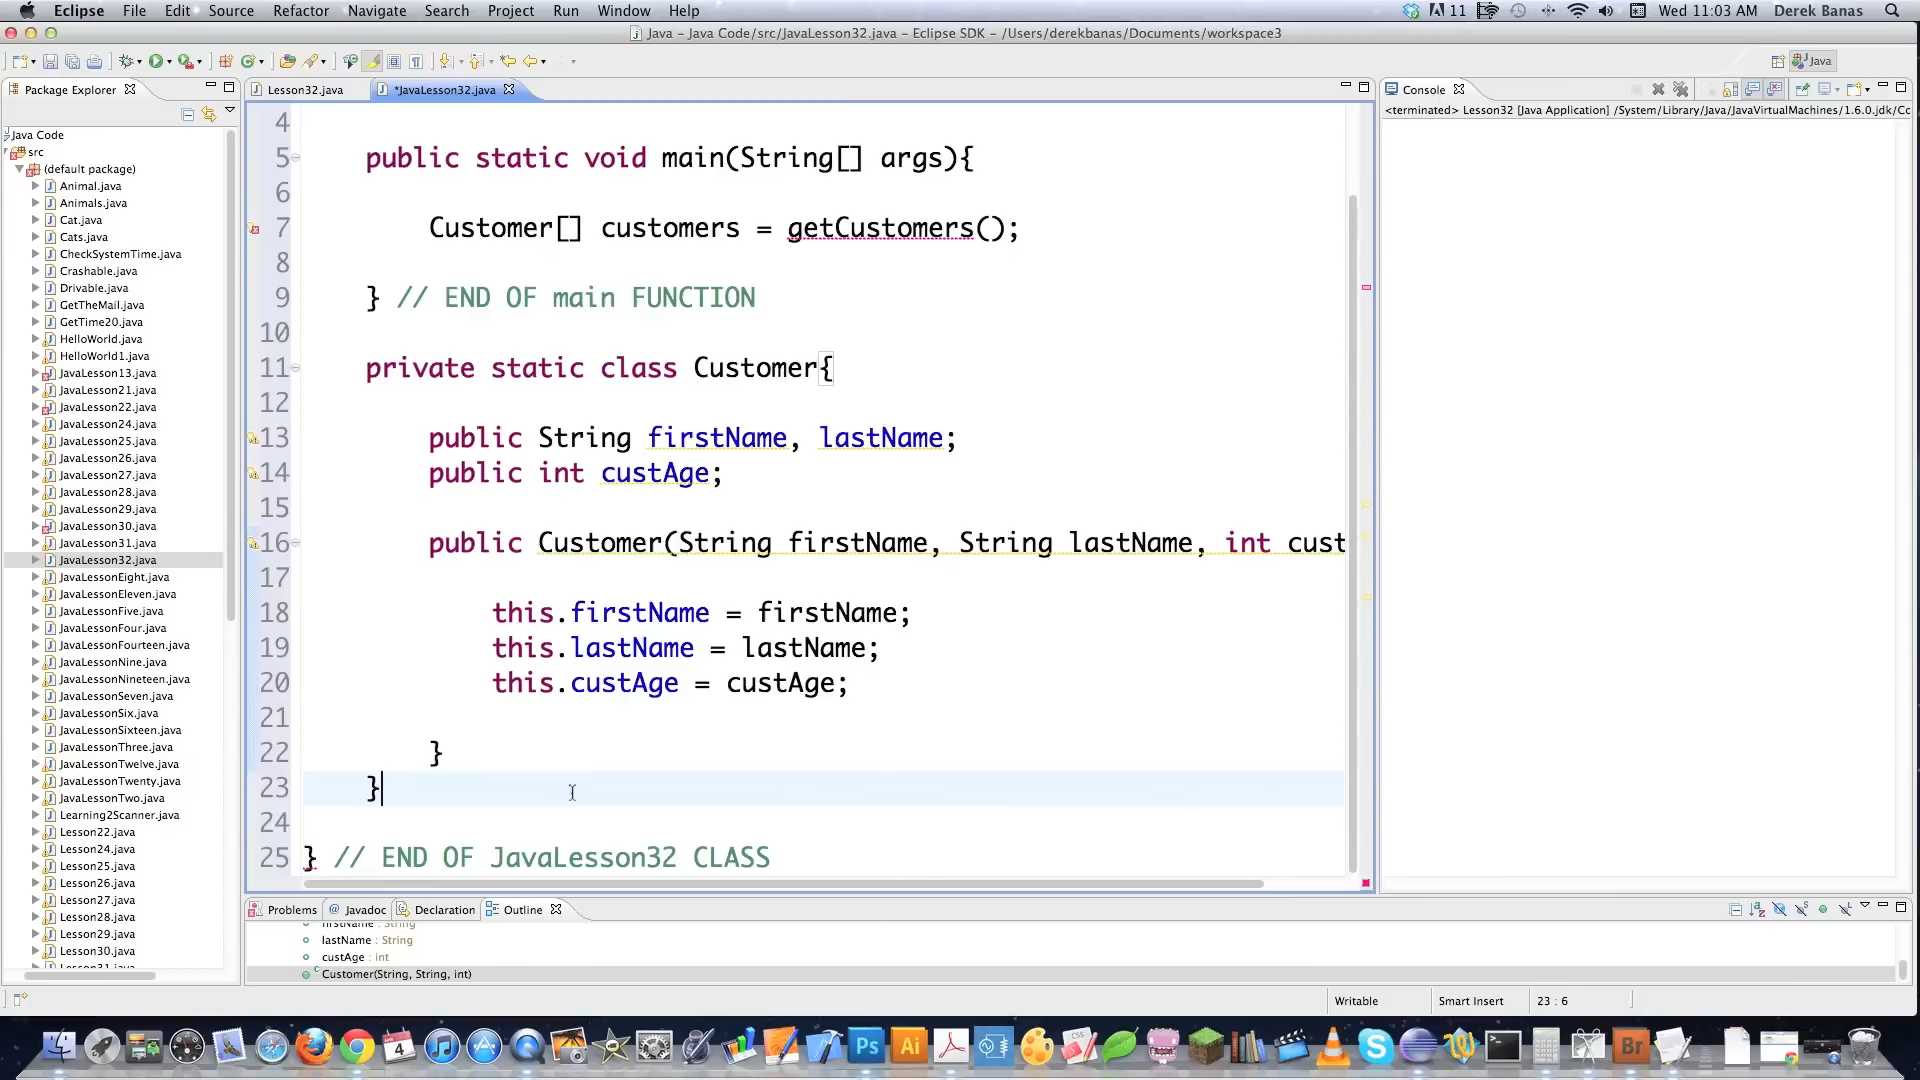 Eclipse File Edit Source Refactor Navigate Search Project Run Window Help 11 Wed 11:03 AM Derek Banas
Java - Java Code/src/JavaLesson32.java - Eclipse SDK - /Users/derekbanas/Documents/workspace3
Java
Package Explorer
Java Code
src
(default package)
Animal.java
Animals.java
Cat.java
Cats.java
CheckSystemTime.java
Crashable.java
Drivable.java
GetTheMail.java
GetTime20.java
HelloWorld.java
HelloWorld1.java
JavaLesson13.java
JavaLesson21.java
JavaLesson22.java
JavaLesson24.java
JavaLesson25.java
JavaLesson26.java
JavaLesson27.java
JavaLesson28.java
JavaLesson29.java
JavaLesson30.java
JavaLesson31.java
JavaLesson32.java
JavaLessonEight.java
JavaLessonEleven.java
JavaLessonFive.java
JavaLessonFour.java
JavaLessonFourteen.java
JavaLessonNine.java
JavaLessonNineteen.java
JavaLessonSeven.java
JavaLessonSix.java
JavaLessonSixteen.java
JavaLessonThree.java
JavaLessonTwelve.java
JavaLessonTwenty.java
JavaLessonTwo.java
Learning2Scanner.java
Lesson22.java
Lesson24.java
Lesson25.java
Lesson26.java
Lesson27.java
Lesson28.java
Lesson29.java
Lesson30.java
Lesson31.java
Lesson32.java *JavaLesson32.java
4
5 public static void main(String[] args){
6
7 Customer[] customers = getCustomers();
8
9 } // END OF main FUNCTION
10
11 private static class Customer{
12
13 public String firstName, lastName;
14 public int custAge;
15
16 public Customer(String firstName, String lastName, int cust
17
18 this.firstName = firstName;
19 this.lastName = lastName;
20 this.custAge = custAge;
21
22 }
23 }
24
25 } // END OF JavaLesson32 CLASS
Console
<terminated> Lesson32 [Java Application] /System/Library/Java/JavaVirtualMachines/1.6.0.jdk/Co
Problems @ Javadoc Declaration Outline
firstName : String
lastName : String
custAge : int
Customer(String, String, int)
Writable Smart Insert 23 : 6
4 Ps Ai CSS Br